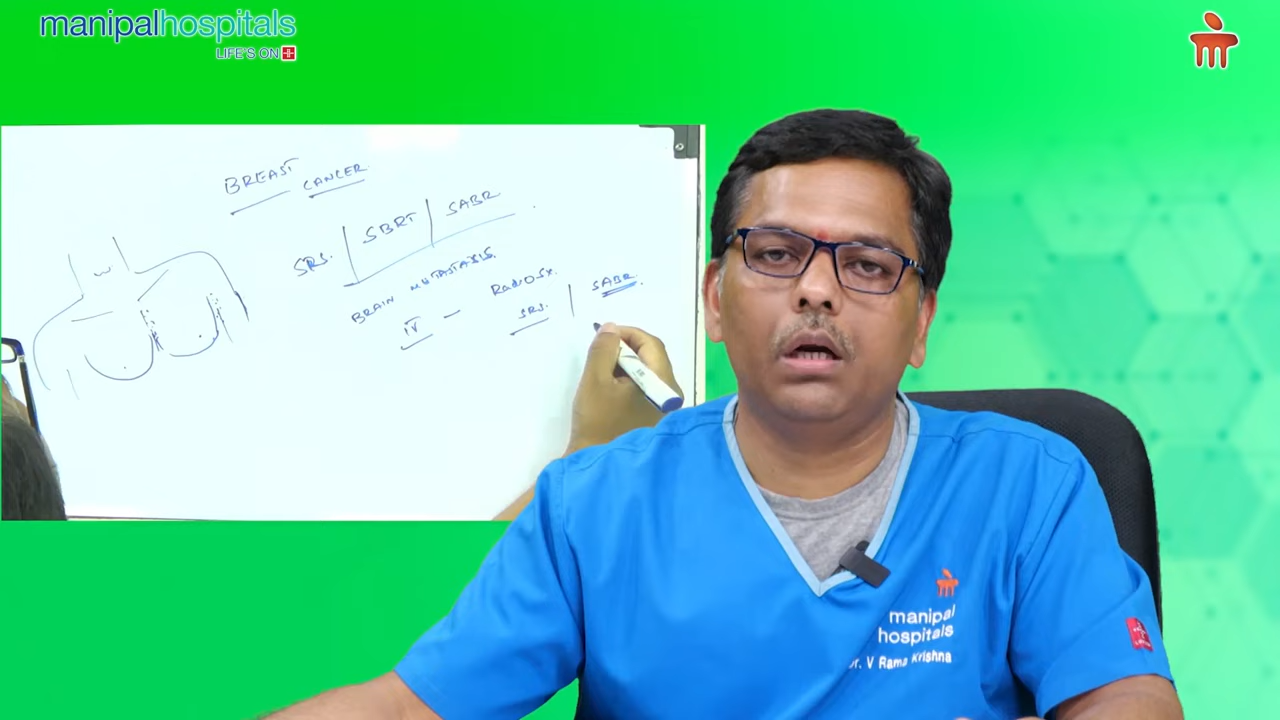 manipalhospitals
LIFE'S ON
BREAST CANCER
SRS. | SBRT | SABR
BRAIN METASTASIS.
IV - RadioSx.
SRS. | SABR.
manipal
hospitals
Dr. V Rama Krishna